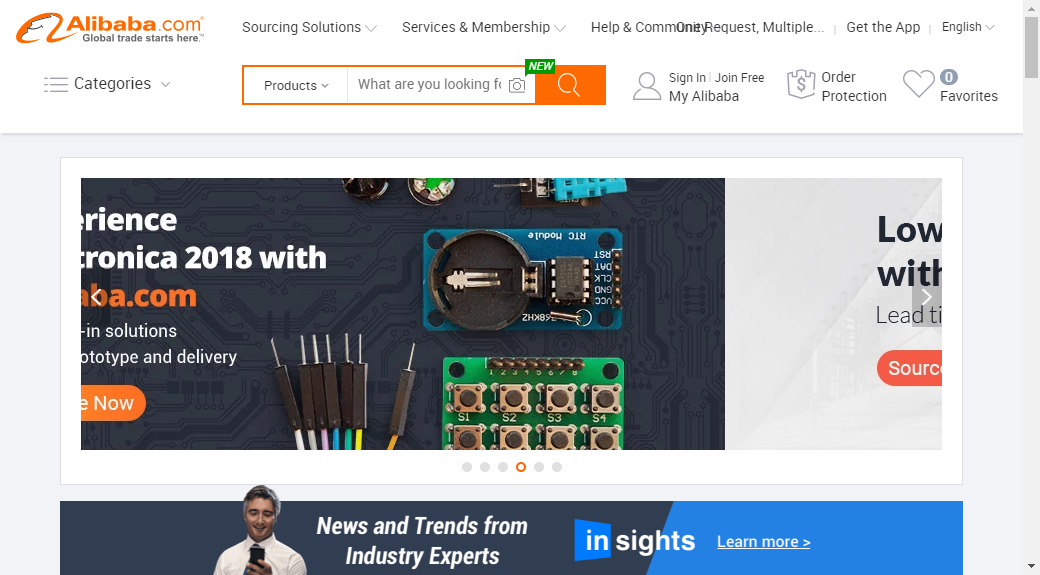 Alibaba.com
Global trade starts here.™
Sourcing Solutions
Services & Membership
Help & Community
One Request, Multiple...
Get the App
English
Categories
Products
What are you looking fo
NEW
Sign In
Join Free
My Alibaba
Order
Protection
0
Favorites
erience
tronica 2018 with
aba.com
-in solutions
ototype and delivery
e Now
RTC Module
RST
DAT
CLK
GND
VCC
768KHZ
1 2 3 4 5 6 7 8
S1 S2 S3 S4
Low
with
Lead ti
Source
News and Trends from
Industry Experts
in sights
Learn more >